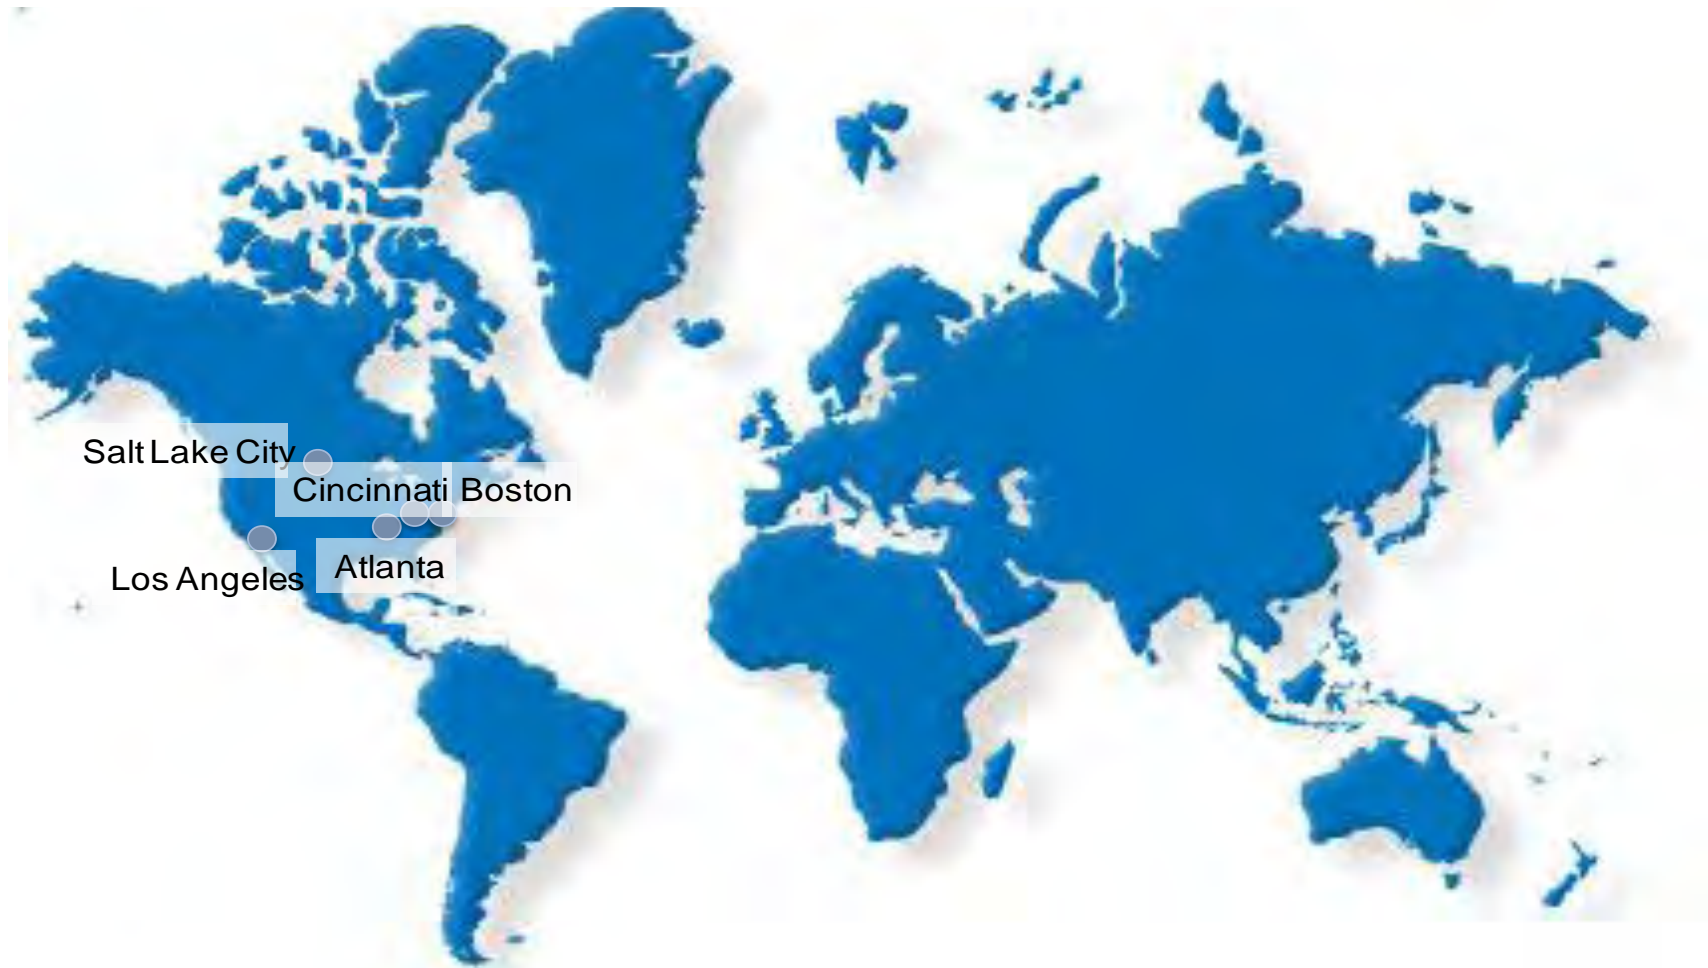 Salt Lake City
Cincinnati
Boston
Atlanta
Los Angeles